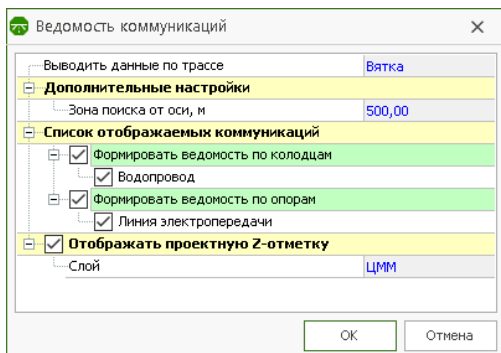 Ведомость коммуникаций
Выводить данные по трассе Вятка
Дополнительные настройки
Зона поиска от оси, м 500,00
Список отображаемых коммуникаций
Формировать ведомость по колодцам
Водопровод
Формировать ведомость по опорам
Линия электропередачи
Отображать проектную Z-отметку
Слой ЦММ
ОК Отмена